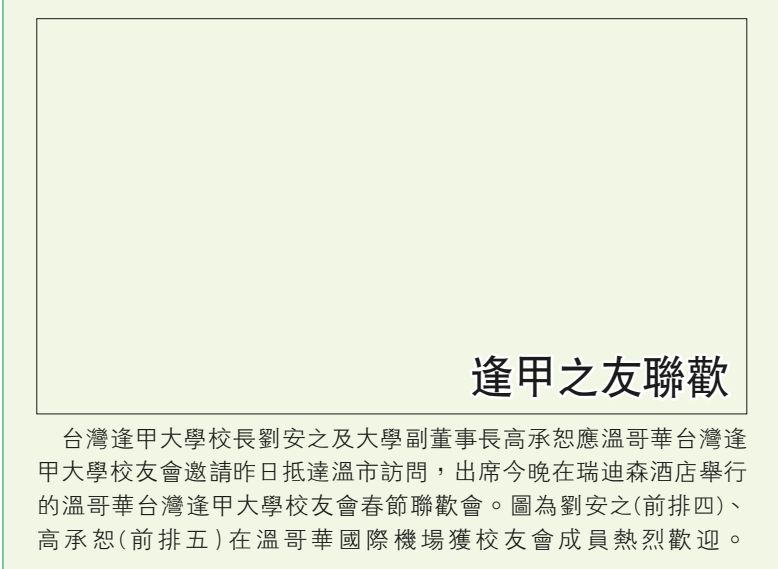 逢甲之友聯歡
台灣逢甲大學校長劉安之及大學副董事長高承恕應溫哥華台灣逢
甲大學校友會邀請昨日抵達溫市訪問，出席今晚在瑞迪森酒店舉行
的溫哥華台灣逢甲大學校友會春節聯歡會。圖為劉安之(前排四)、
高承恕(前排五)在溫哥華國際機場獲校友會成員熱烈歡迎。